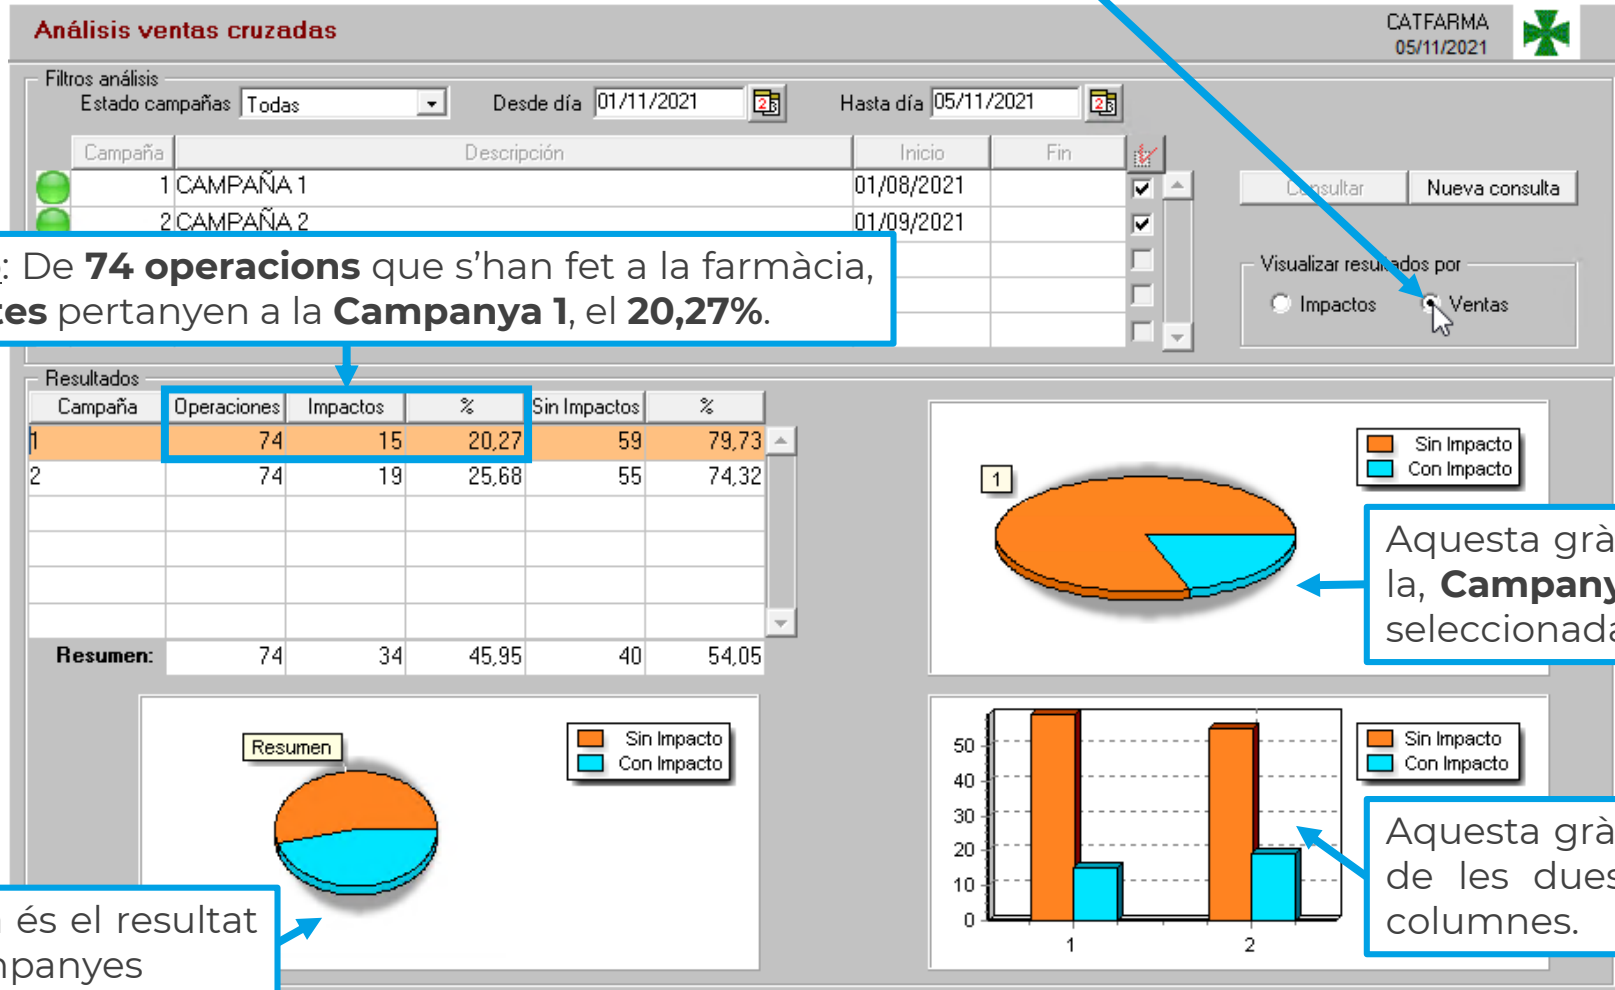 Análisis ventas cruzadas
CATFARMA
05/11/2021
Filtros análisis
Estado campañas Todas Desde día 01/11/2021 Hasta día 05/11/2021
Campaña Descripción Inicio Fin
1 CAMPAÑA 1 01/08/2021
2 CAMPAÑA 2 01/09/2021
Consultar Nueva consulta
: De 74 operacions que s'han fet a la farmàcia,
tes pertanyen a la Campanya 1, el 20,27%.
Visualizar resultados por
Impactos Ventas
Resultados
Campaña Operaciones Impactos % Sin Impactos %
1 74 15 20,27 59 79,73
2 74 19 25,68 55 74,32
Resumen: 74 34 45,95 40 54,05
1
Sin Impacto
Con Impacto
Aquesta grà
la, Campany
seleccionada
Resumen
Sin Impacto
Con Impacto
és el resultat
mpanyes
50
40
30
20
10
0
1 2
Sin Impacto
Con Impacto
Aquesta grà
de les dues
columnes.